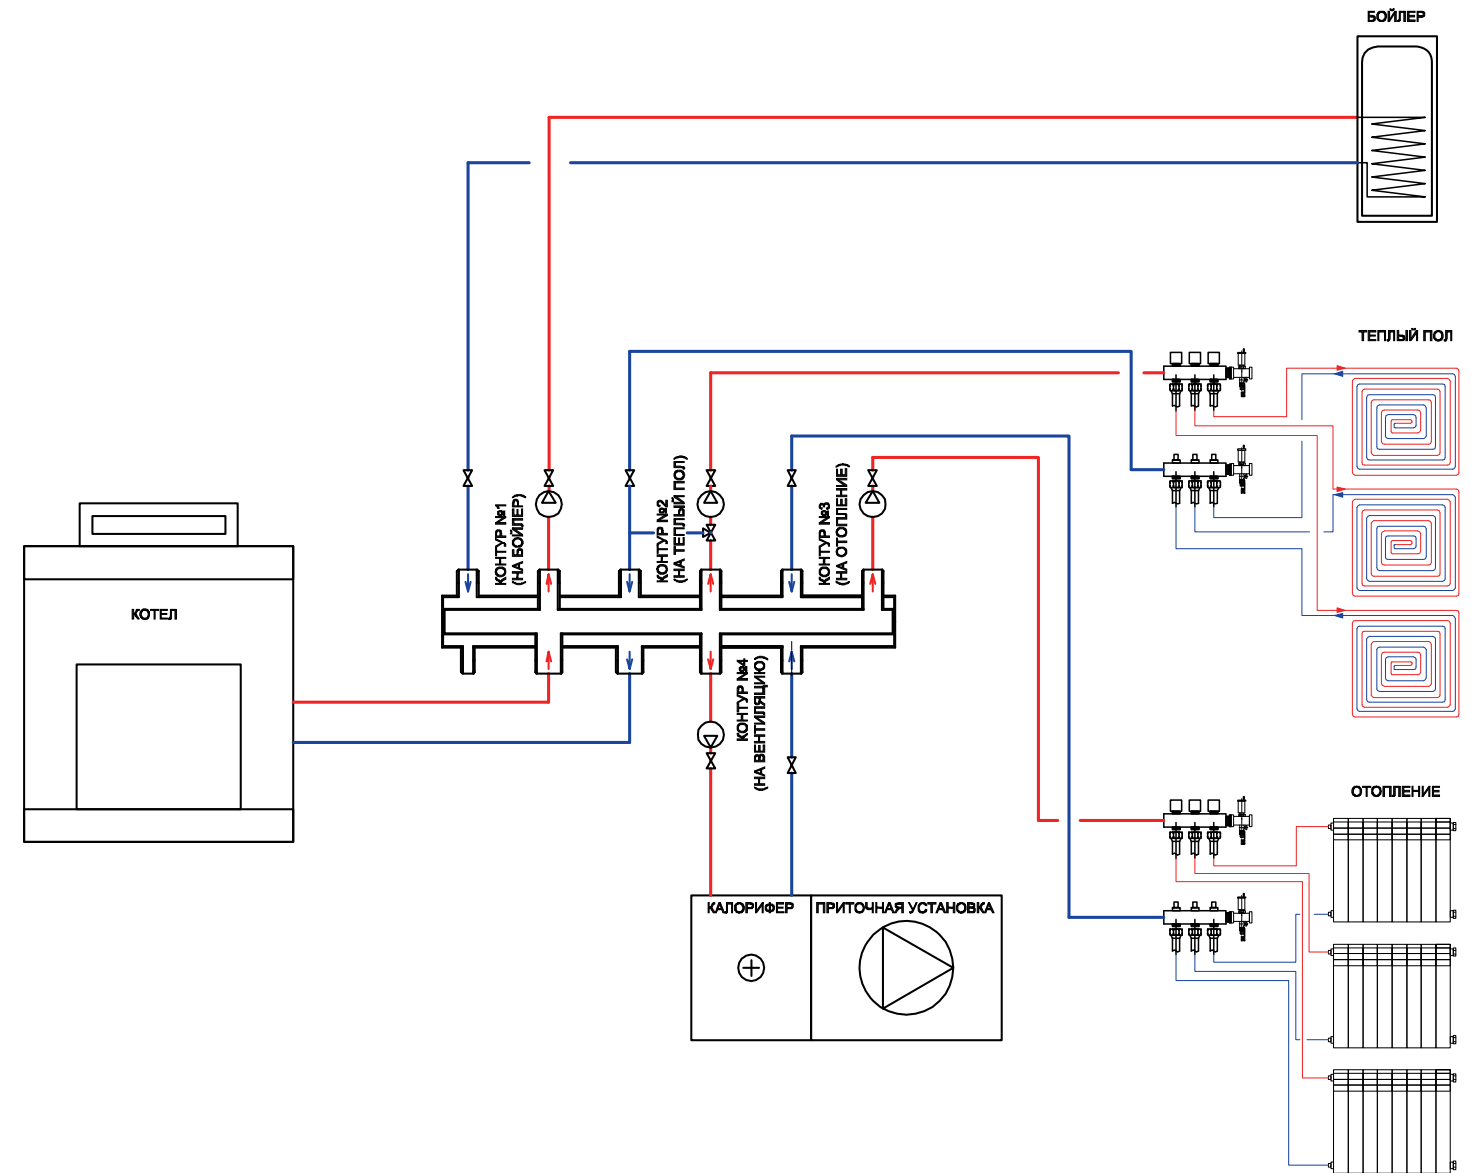 БОЙЛЕР
ТЕПЛЫЙ ПОЛ
КОНТУР №1
(НА БОЙЛЕР)
КОНТУР №2
(НА ТЕПЛЫЙ ПОЛ)
КОНТУР №3
(НА ОТОПЛЕНИЕ)
КОТЕЛ
КОНТУР №4
(НА ВЕНТИЛЯЦИЮ)
ОТОПЛЕНИЕ
КАЛОРИФЕР
ПРИТОЧНАЯ УСТАНОВКА